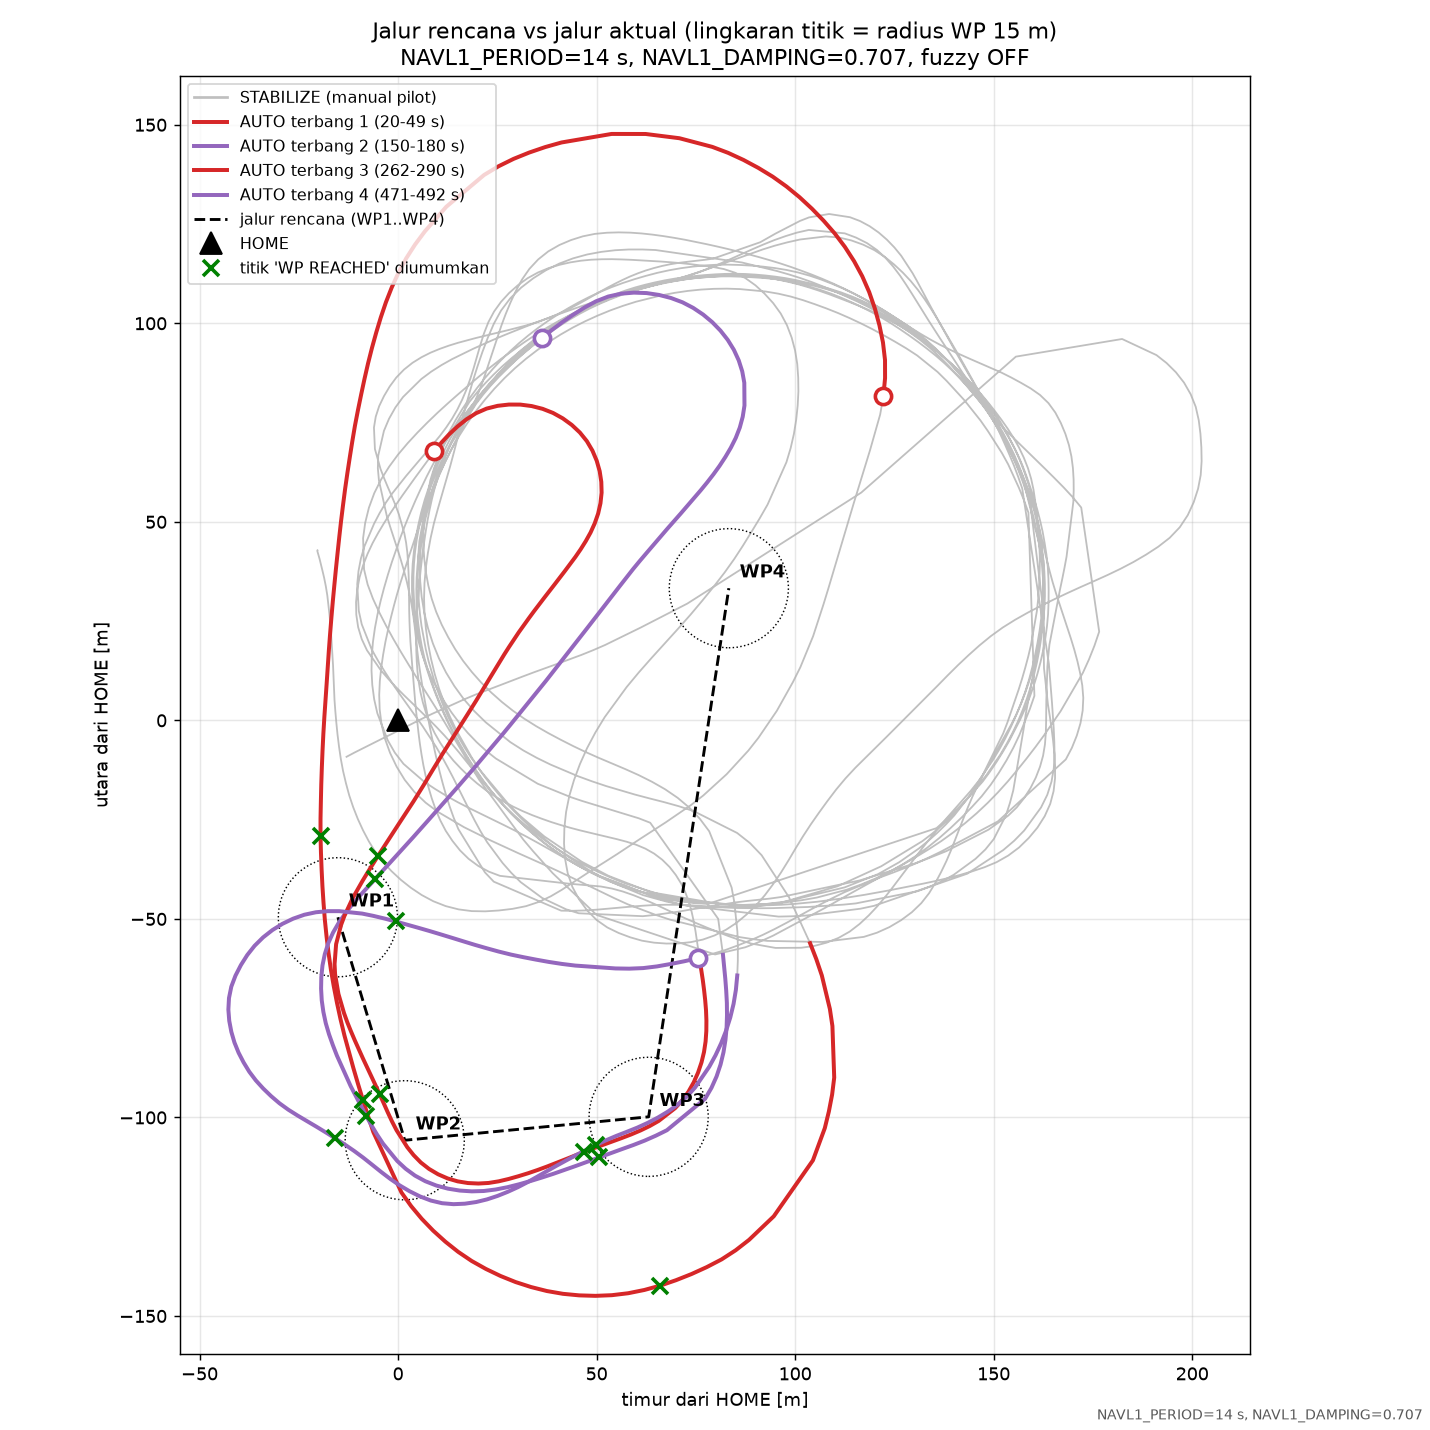 Jalur rencana vs jalur aktual (lingkaran titik = radius WP 15 m)
NAVL1_PERIOD=14 s, NAVL1_DAMPING=0.707, fuzzy OFF
STABILIZE (manual pilot)
AUTO terbang 1 (20-49 s)
AUTO terbang 2 (150-180 s)
AUTO terbang 3 (262-290 s)
AUTO terbang 4 (471-492 s)
jalur rencana (WP1..WP4)
HOME
titik 'WP REACHED' diumumkan
150
100
50
0
−50
−100
−150
utara dari HOME [m]
WP4
WP1
WP3
WP2
−50
0
50
100
150
200
timur dari HOME [m]
NAVL1_PERIOD=14 s, NAVL1_DAMPING=0.707